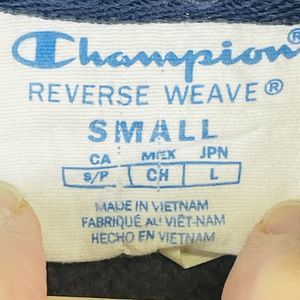 Champion®
REVERSE WEAVE®
SMALL
CA MEX JPN
S/P CH L
MADE IN VIETNAM
FABRIQUÉ AU VIÊT-NAM
HECHO EN VIETNAM